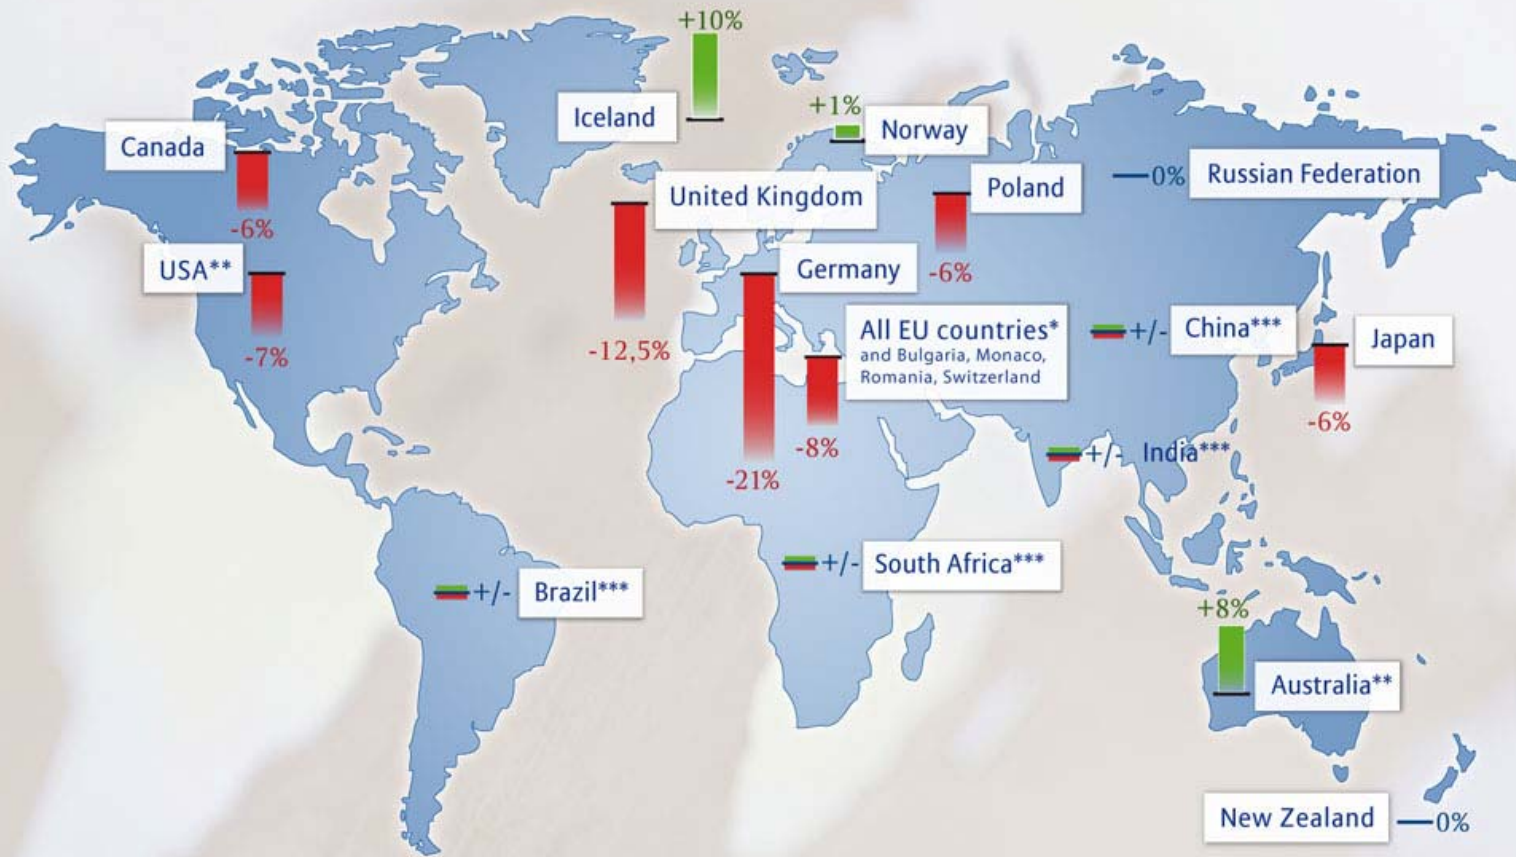 +10%
Iceland
+1%
Norway
Canada
-6%
United Kingdom
-12,5%
Poland
-6%
0% Russian Federation
USA**
-7%
Germany
-21%
All EU countries*
and Bulgaria, Monaco,
Romania, Switzerland
-8%
+/- China***
Japan
-6%
+/- India***
+/- South Africa***
+/- Brazil***
+8%
Australia**
New Zealand 0%